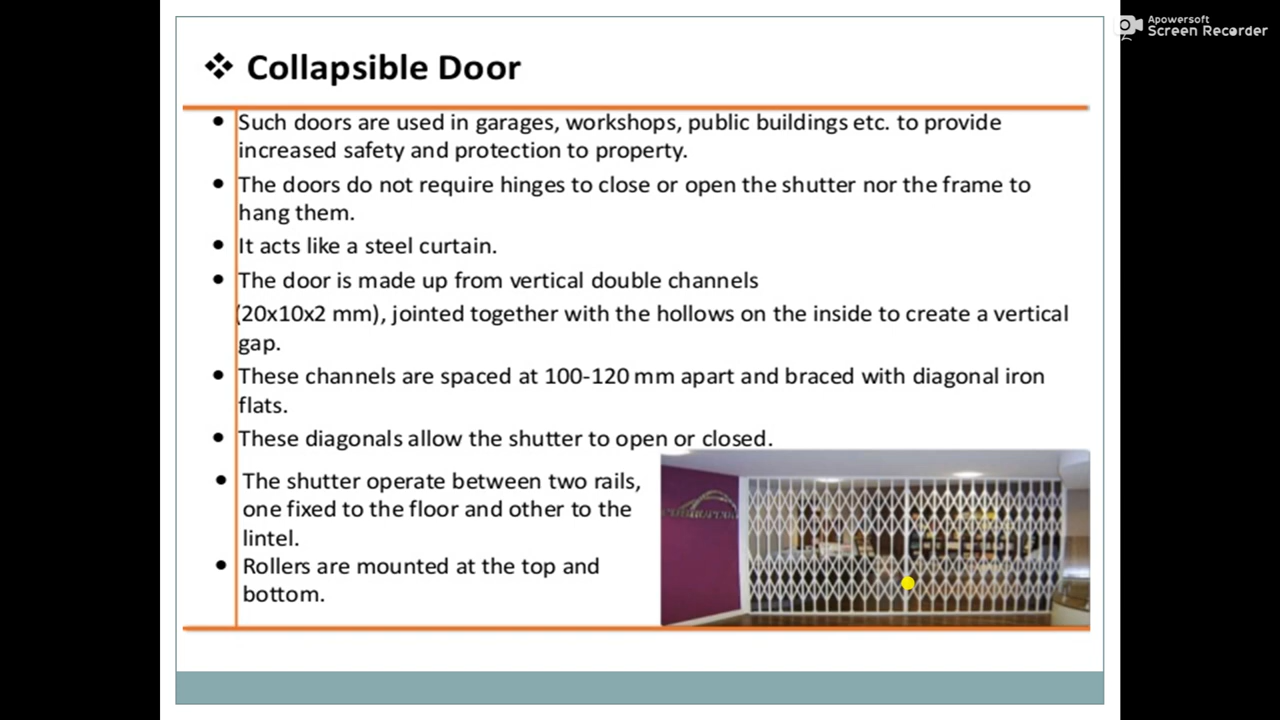 Apowersoft
Screen Recorder
❖ Collapsible Door
• Such doors are used in garages, workshops, public buildings etc. to provide
increased safety and protection to property.
• The doors do not require hinges to close or open the shutter nor the frame to
hang them.
• It acts like a steel curtain.
• The door is made up from vertical double channels
(20x10x2 mm), jointed together with the hollows on the inside to create a vertical
gap.
• These channels are spaced at 100-120 mm apart and braced with diagonal iron
flats.
• These diagonals allow the shutter to open or closed.
• The shutter operate between two rails,
one fixed to the floor and other to the
lintel.
• Rollers are mounted at the top and
bottom.